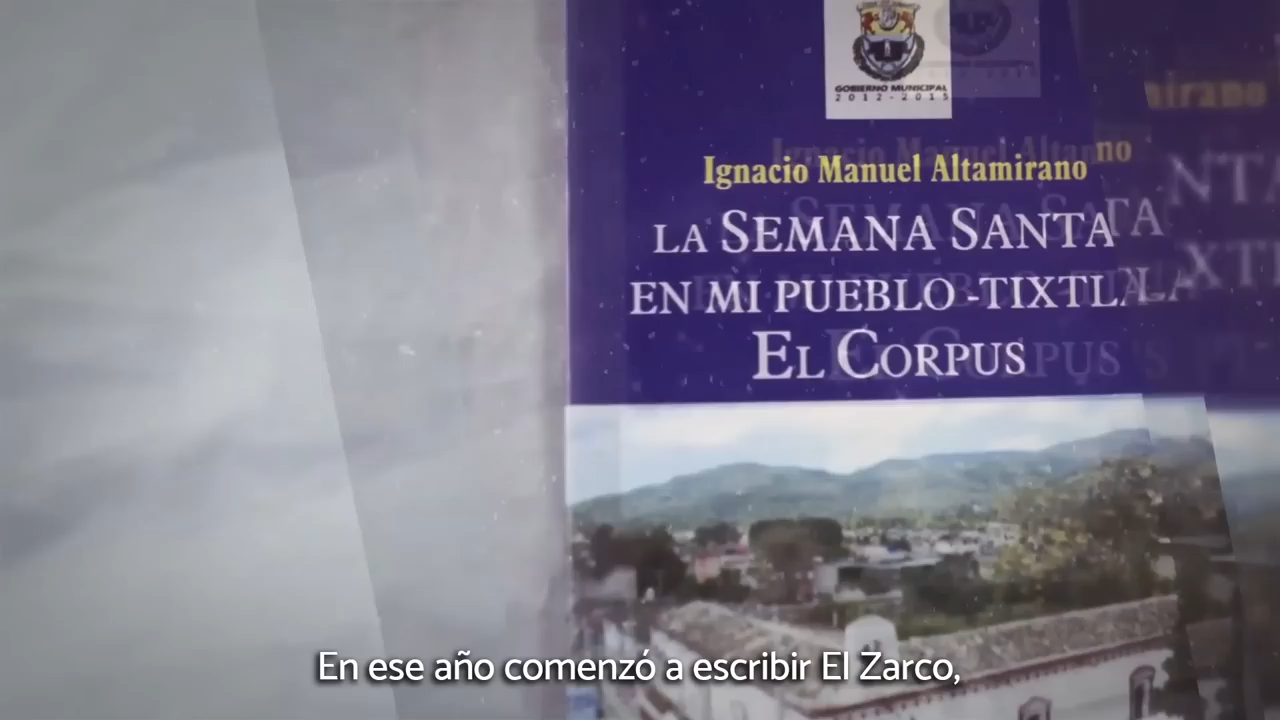 GOBIERNO MUNICIPAL
2012-2015
Ignacio Manuel Altamirano
LA SEMANA SANTA
EN MI PUEBLO -TIXTLA
EL CORPUS
En ese año comenzó a escribir El Zarco,